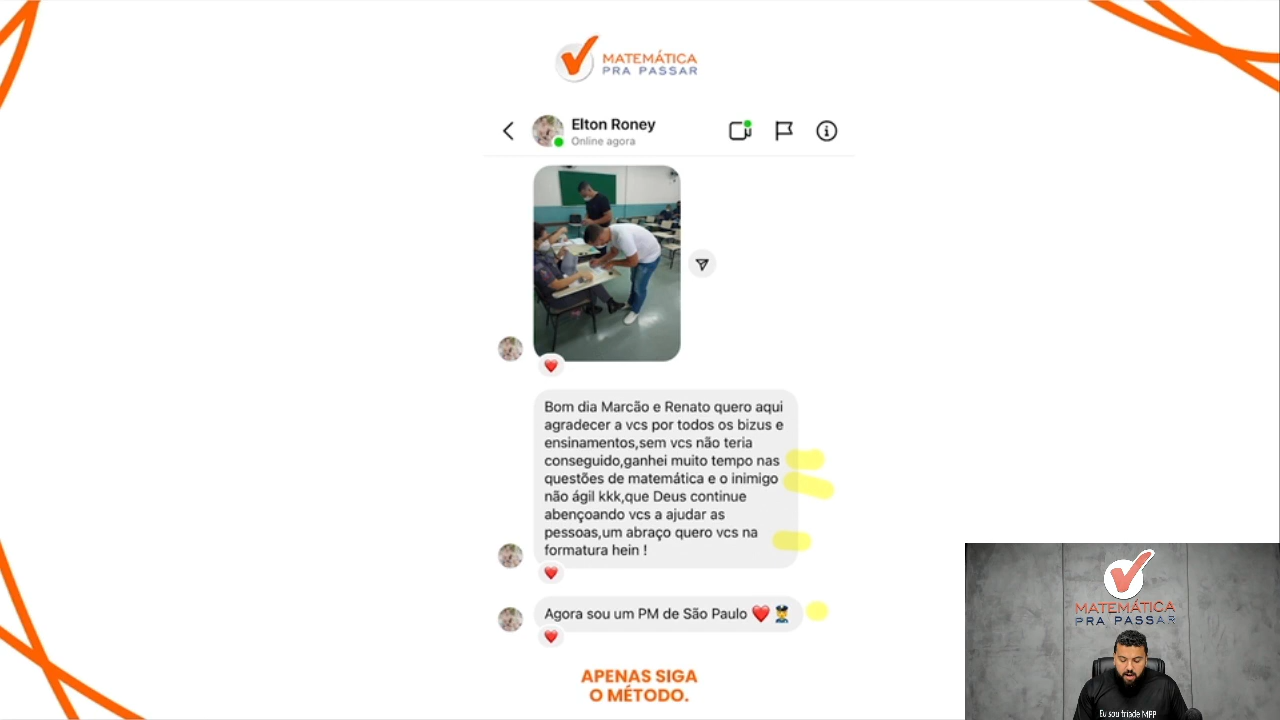 MATEMÁTICA
PRA PASSAR
Elton Roney
Online agora
Bom dia Marcão e Renato quero aqui
agradecer a vcs por todos os bizus e
ensinamentos,sem vcs não teria
conseguido,ganhei muito tempo nas
questões de matemática e o inimigo
não ágil kkk,que Deus continue
abençoando vcs a ajudar as
pessoas,um abraço quero vcs na
formatura hein !
Agora sou um PM de São Paulo ❤️ 👮
APENAS SIGA
O MÉTODO.
MATEMÁTICA
PRA PASSAR
Eu sou tríade MPP